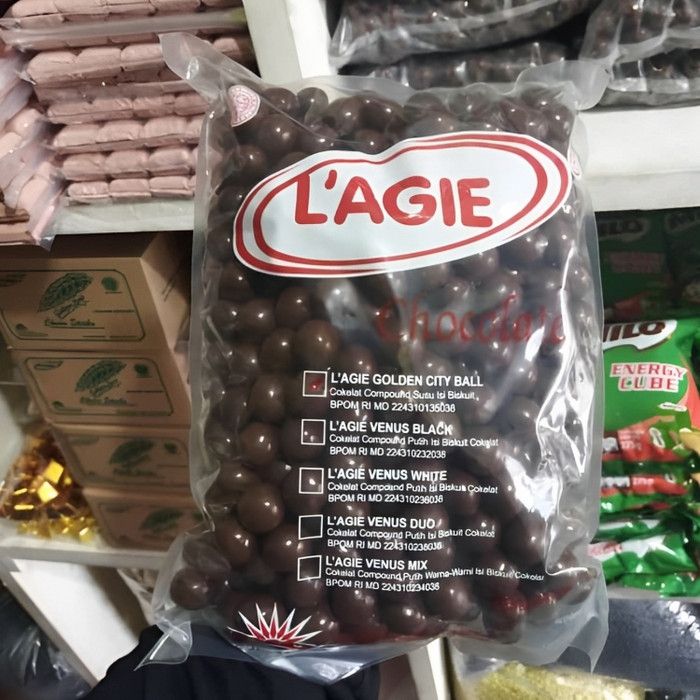 L'AGIE
Chocolate
L'AGIE GOLDEN CITY BALL
Cokelat Compound Susu Isi Biskuit
BPOM RI MD 224310135038
L'AGIE VENUS BLACK
Cokelat Compound Putih Isi Biskuit Cokelat
BPOM RI MD 224310232038
L'AGIE VENUS WHITE
Cokelat Compound Putih Isi Biskuit Cokelat
BPOM RI MD 224310236038
L'AGIE VENUS DUO
Cokelat Compound Putih Isi Biskuit Cokelat
BPOM RI MD 224310238038
L'AGIE VENUS MIX
Cokelat Compound Putih Warna-Warni Isi Biskuit Cokelat
BPOM RI MD 224310234038
MILO
ENERGY
CUBE